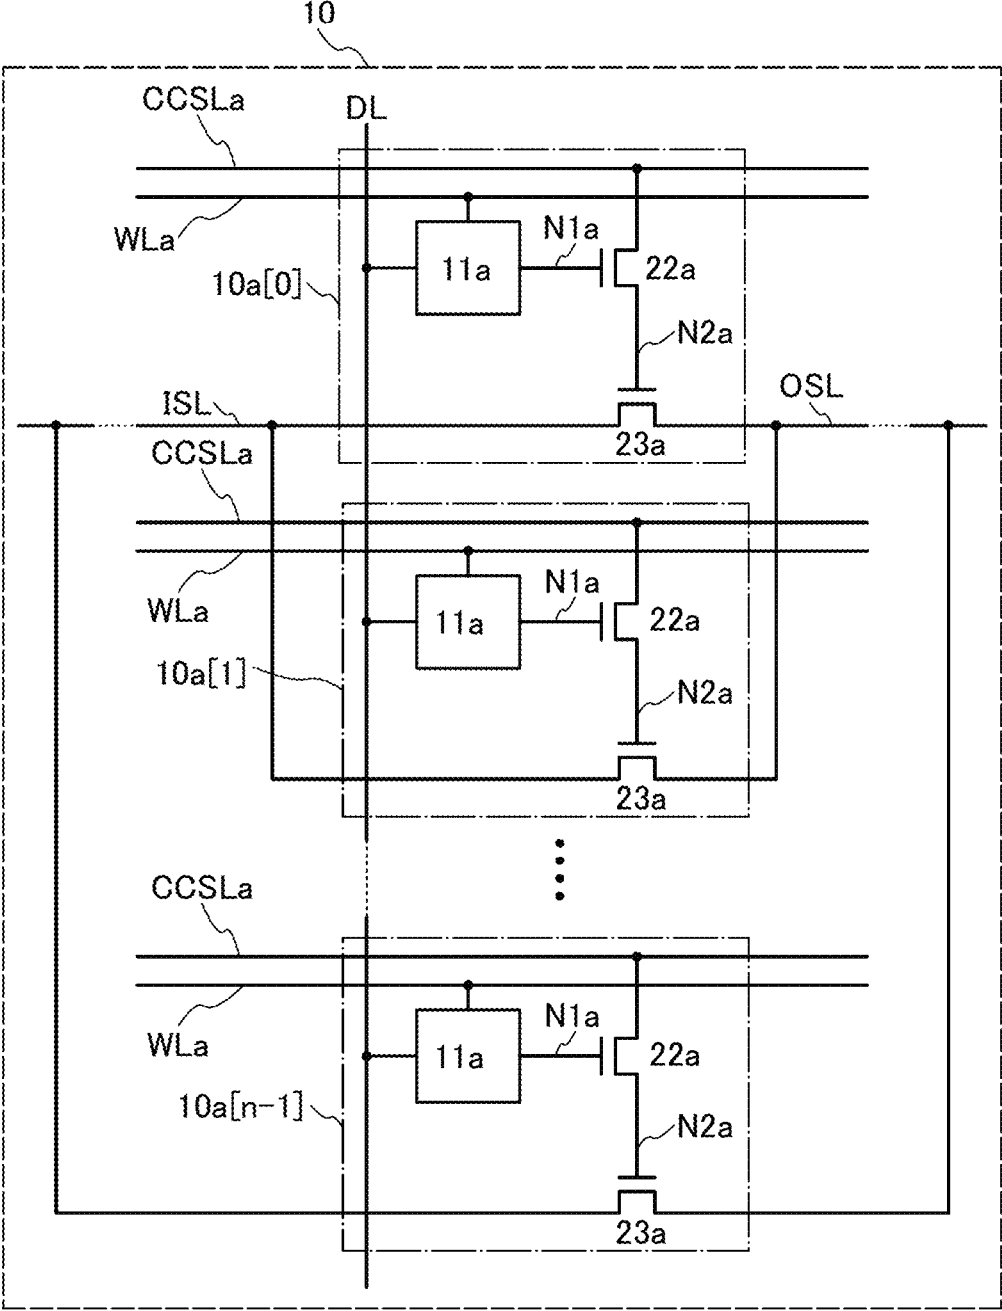 10
CCSLa
DL
WLa
N1a
11a
22a
10a[0]
N2a
ISL
OSL
23a
CCSLa
WLa
N1a
11a
22a
10a[1]
N2a
23a
CCSLa
WLa
N1a
11a
22a
10a[n-1]
N2a
23a